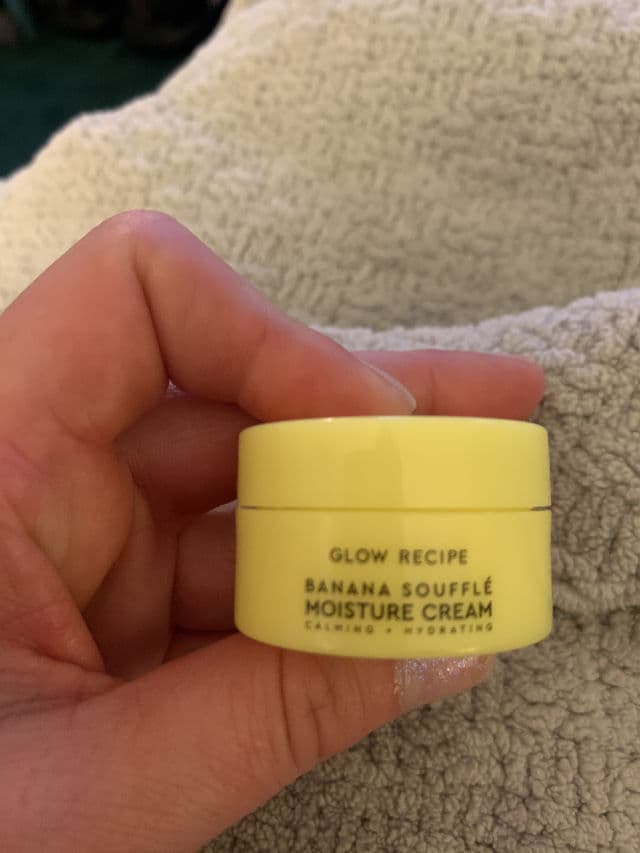 GLOW RECIPE
BANANA SOUFFLÉ
MOISTURE CREAM
CALMING + HYDRATING